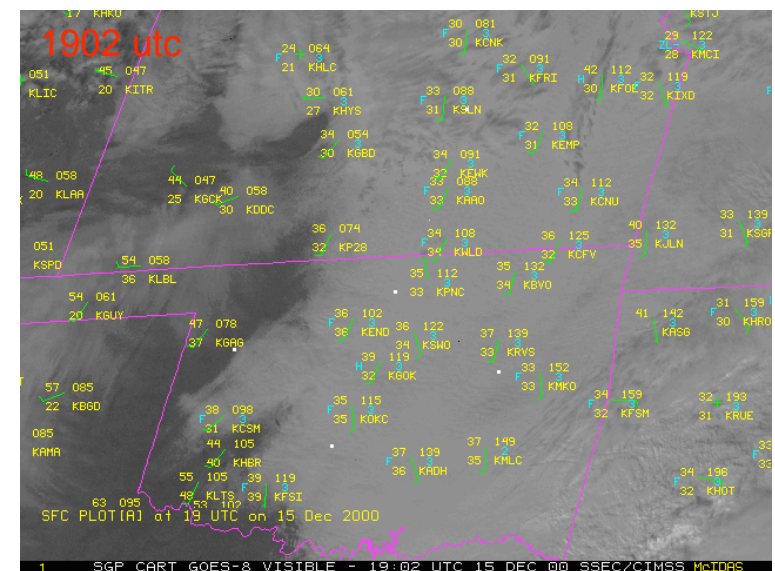 17 KHKU
30 081
30 KCNK
KSTJ
29 122
2L-
28 KMCI
1902 utc
24 064
F
21 KHLC
32 091
F
31 KFRI
051
KLIC
45 047
20 KITR
42 112
H
30 KFOE
32 119
F
32 KIXD
30 061
27 KHYS
33 088
F
31 KSLN
34 054
30 KGBD
32 108
F
31 KEMP
34 091
32 KEWK
48 058
20 KLAA
44 047
25 KGCK
40 058
30 KDDC
33 088
F
33 KAAO
34 112
F
33 KCNU
36 074
32 KP28
34 108
F
34 KWLD
36 125
32 KCFV
40 132
35 KJLN
33 139
31 KSGF
051
KSPD
54 058
36 KLBL
35 112
33 KPNC
35 132
34 KBVO
54 061
20 KGUY
47 078
37 KGAG
36 102
F
36 KEND
36 122
34 KSWO
37 139
33 KRVS
41 142
KASG
31 159
F
30 KHRO
39 119
H
32 KGOK
57 085
22 KBGD
33 152
F
33 KMKO
34 159
F
32 KFSM
32 193
31 KRUE
085
KAMA
38 098
F
31 KCSM
35 115
F
35 KOKC
44 105
40 KHBR
37 139
F
36 KADH
37 149
35 KMLC
55 105
48 KLTS
39 119
F
39 KFSI
34 196
F
32 KHOT
63 095
53 102
SFC PLOT[A] at 19 UTC on 15 Dec 2000
1 SGP CART GOES-8 VISIBLE - 19:02 UTC 15 DEC 00 SSEC/CIMSS McIDAS